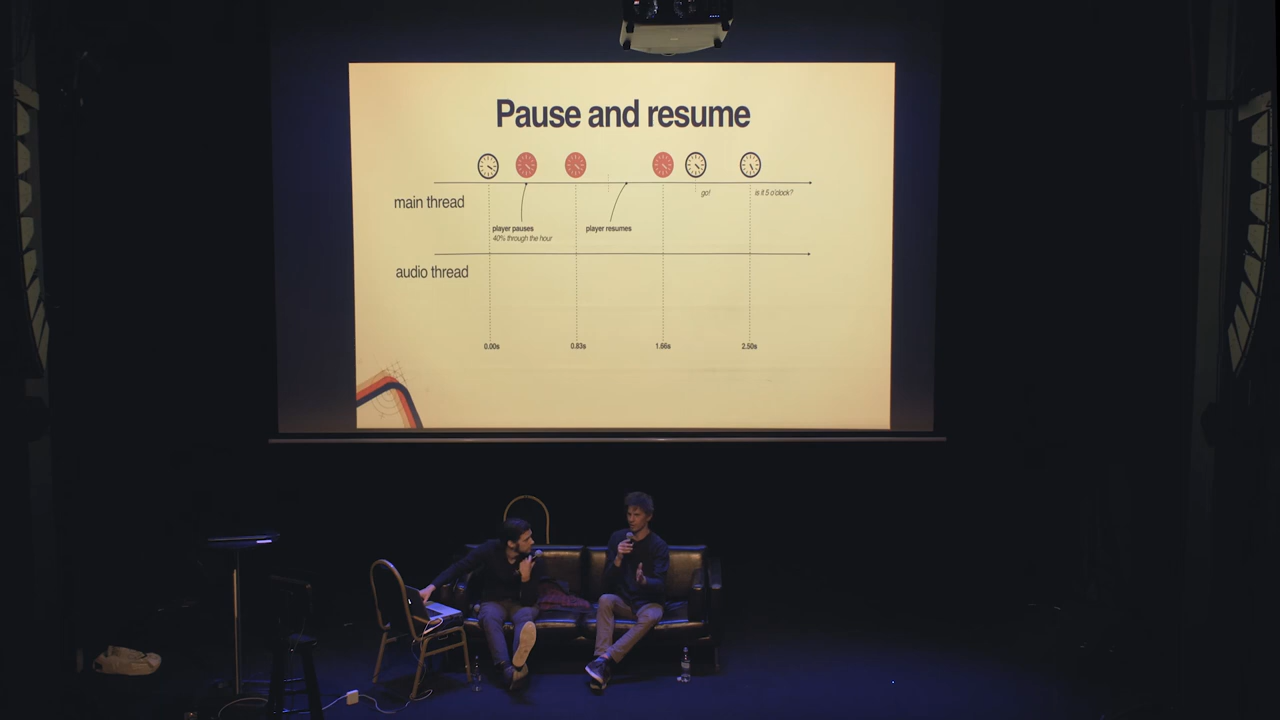 Pause and resume
go!
is it 5 o'clock?
main thread
player pauses
40% through the hour
player resumes
audio thread
0.00s
0.83s
1.66s
2.50s